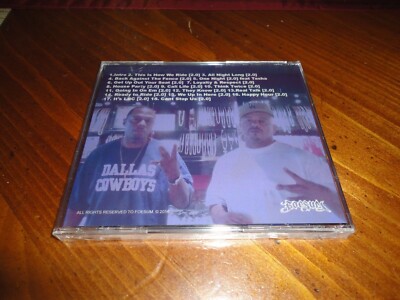 1.Intro 2. This Is How We Ride [2.0] 3. All Night Long [2.0]
4. Back Against The Fence [2.0] 5. One Night [2.0] feat Tasha
6. Get Up Out Your Seat [2.0] 7. Loyalty & Respect [2.0]
8. House Party [2.0] 9. Cali Life [2.0] 10. Think Twice [2.0]
11. Going In On Em [2.0] 12. They Know [2.0] 13.Real Talk [2.0]
14. Ready to Ride [2.0] 15. We Up In Here [2.0] 16. Happy Hour [2.0]
17. It's LBC [2.0] 18. Cant Stop Us [2.0]
DALLAS
COWBOYS
ALL RIGHTS RESERVED TO